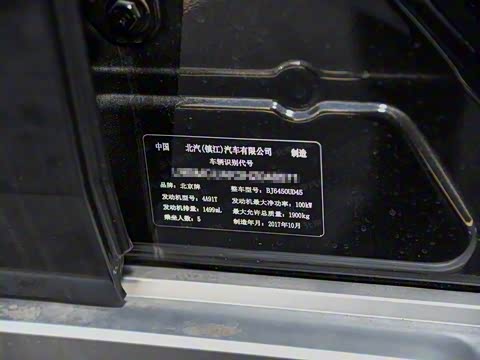 中国 北汽(镇江)汽车有限公司 制造
车辆识别代号
品牌：北京牌 整车型号：BJ6450UD4S
发动机型号：4A91T 发动机最大净功率：100kW
发动机排量：1499mL 最大允许总质量：1900kg
乘坐人数：5 制造年月：2017年10月